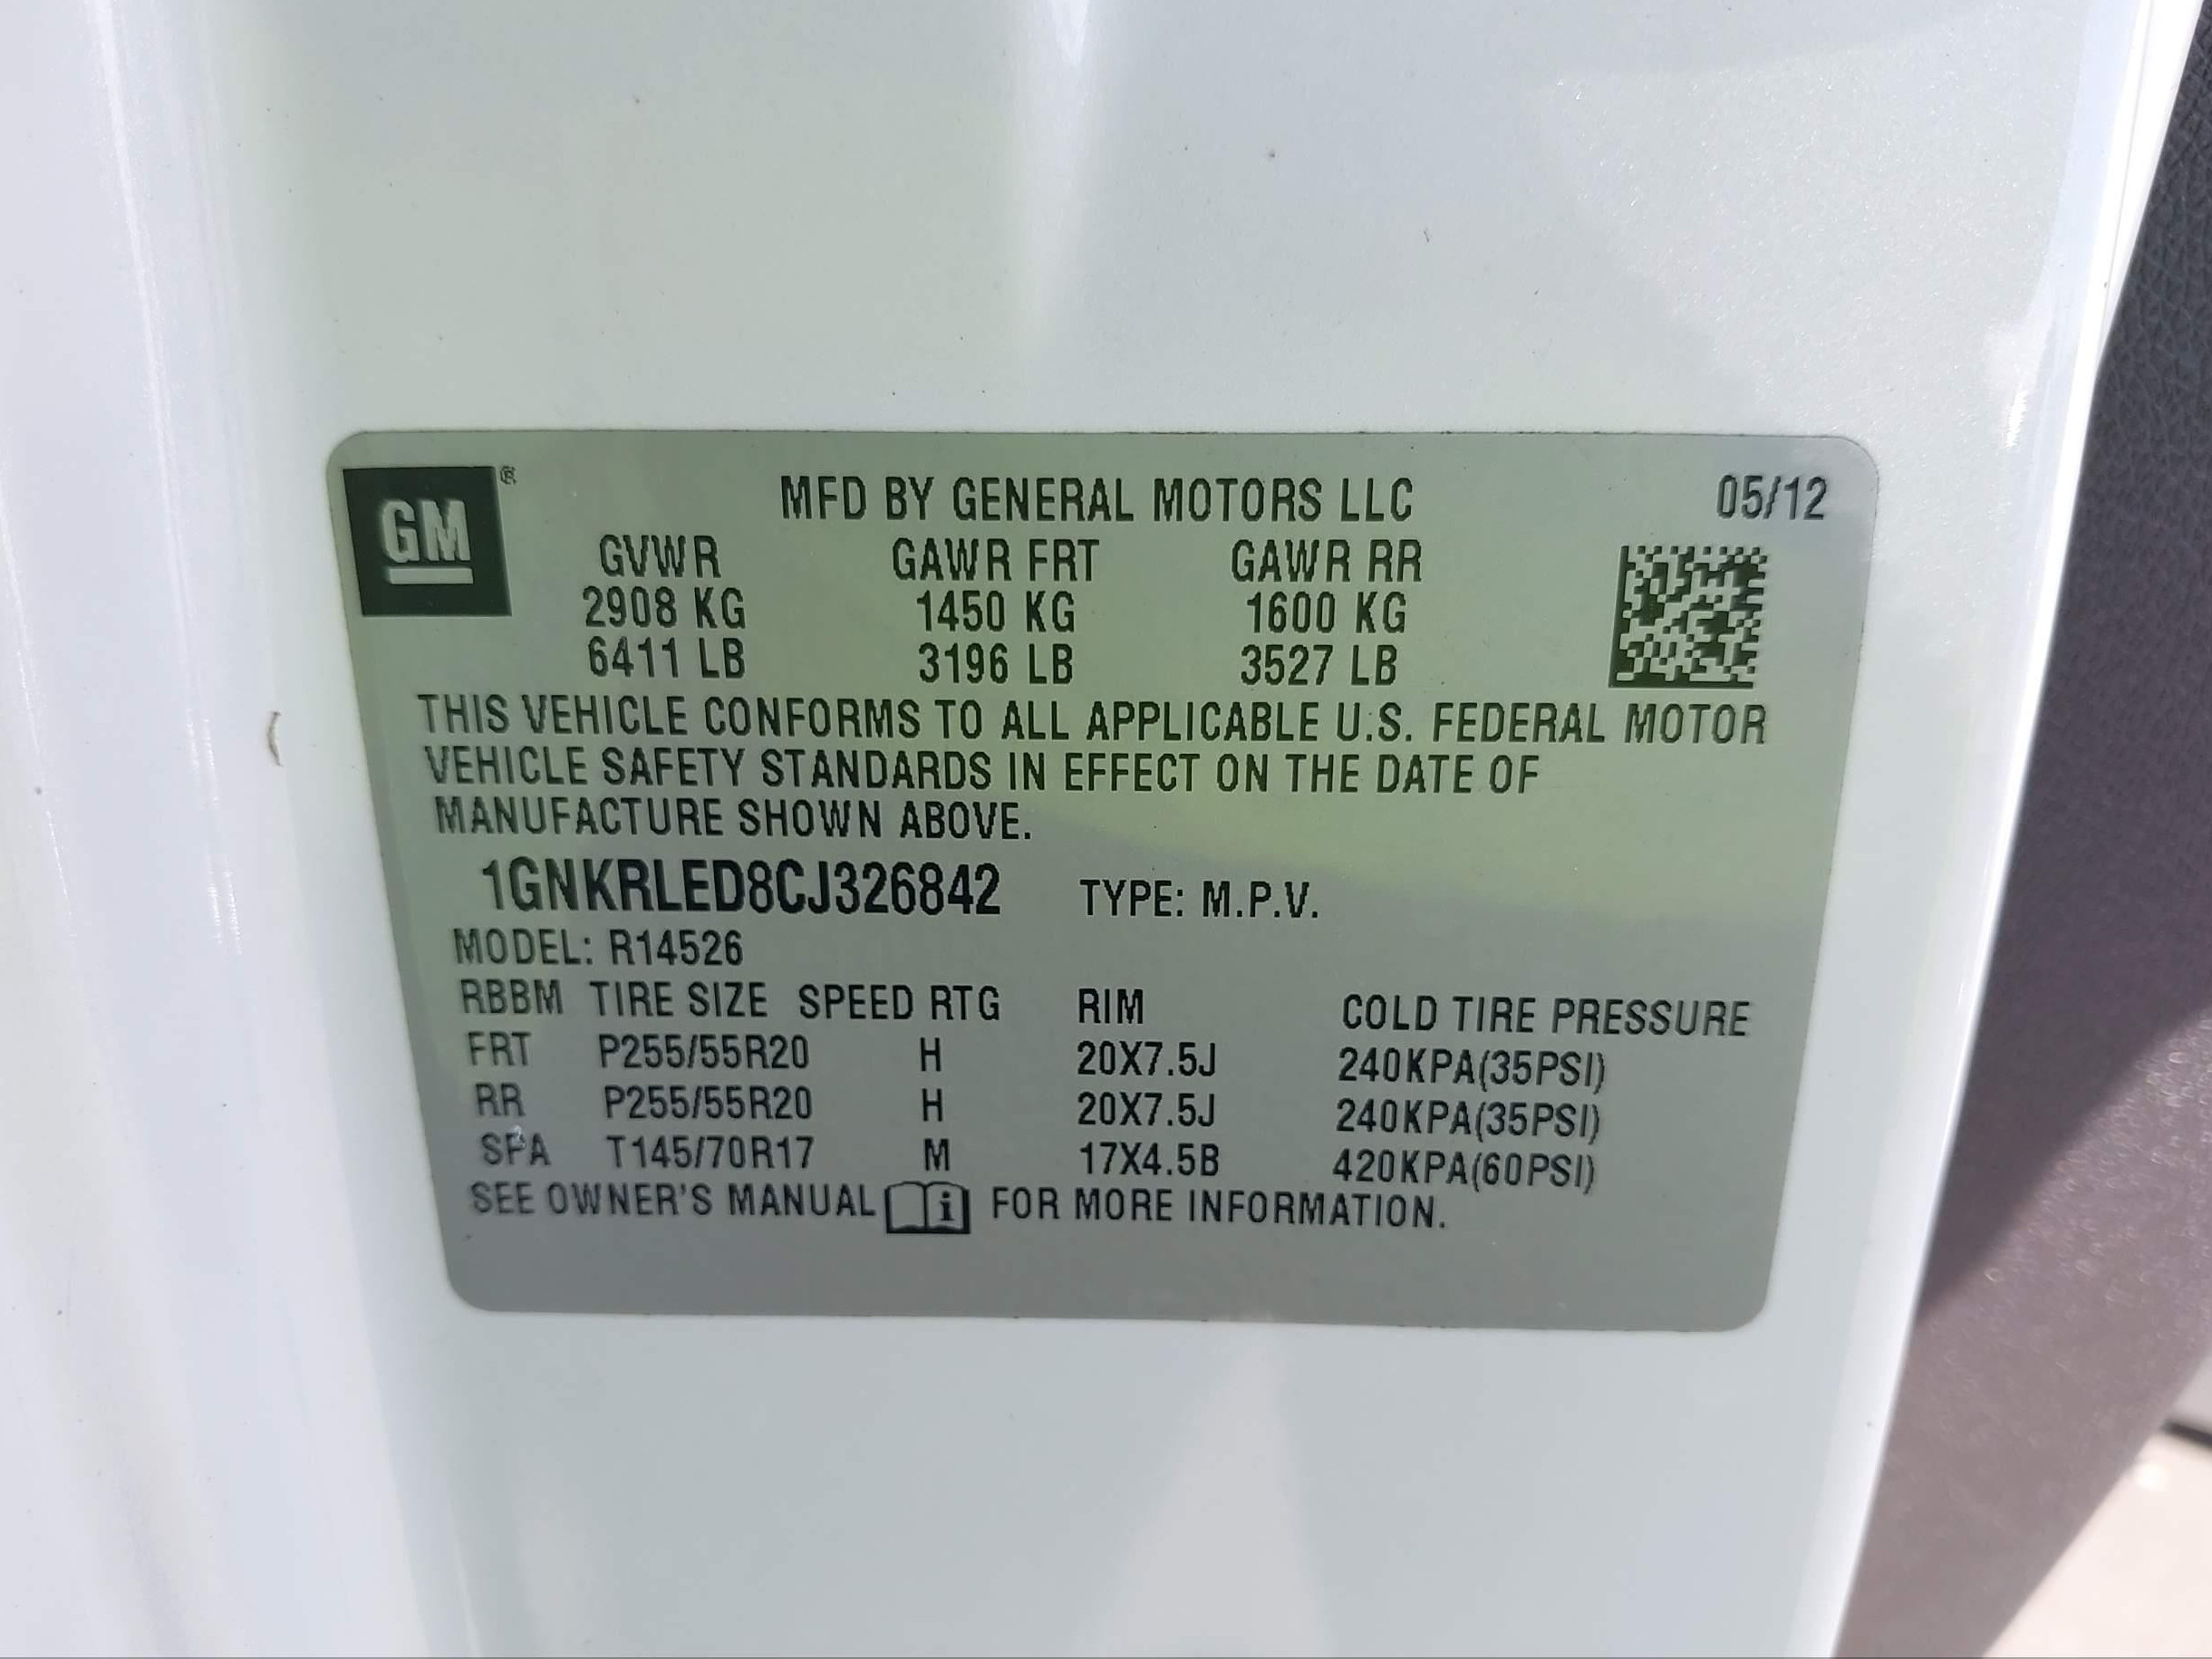 GM®
MFD BY GENERAL MOTORS LLC 05/12
GVWR GAWR FRT GAWR RR
2908 KG 1450 KG 1600 KG
6411 LB 3196 LB 3527 LB
THIS VEHICLE CONFORMS TO ALL APPLICABLE U.S. FEDERAL MOTOR
VEHICLE SAFETY STANDARDS IN EFFECT ON THE DATE OF
MANUFACTURE SHOWN ABOVE.
1GNKRLED8CJ326842 TYPE: M.P.V.
MODEL: R14526
RBBM TIRE SIZE SPEED RTG RIM COLD TIRE PRESSURE
FRT P255/55R20 H 20X7.5J 240KPA(35PSI)
RR P255/55R20 H 20X7.5J 240KPA(35PSI)
SPA T145/70R17 M 17X4.5B 420KPA(60PSI)
SEE OWNER'S MANUAL i FOR MORE INFORMATION.